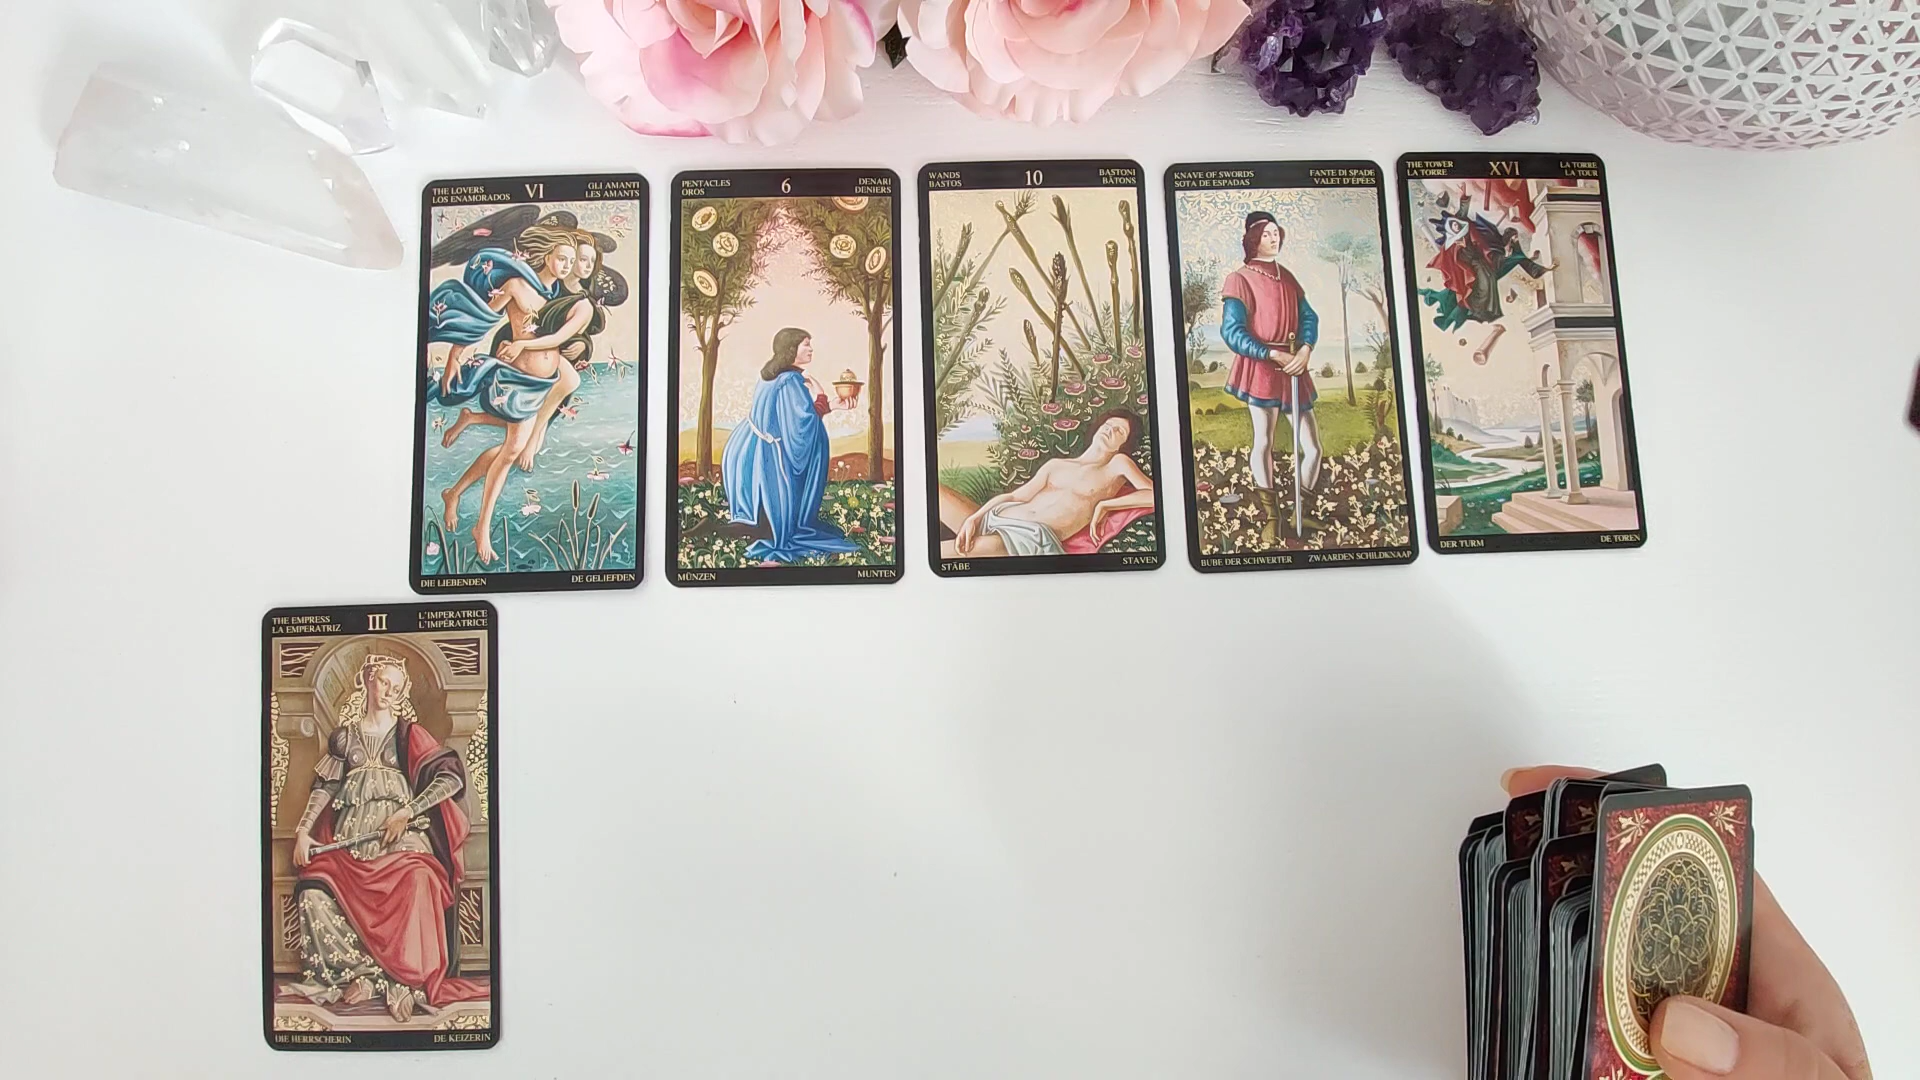 THE LOVERS VI GLI AMANTI
LOS ENAMORADOS LES AMANTS
DIE LIEBENDEN DE GELIEFDEN
PENTACLES 6 DENARI
OROS DENIERS
MÜNZEN MUNTEN
WANDS 10 BASTONI
BASTOS BÂTONS
STÄBE STAVEN
KNAVE OF SWORDS FANTE DI SPADE
SOTA DE ESPADAS VALET D'ÉPÉES
BUBE DER SCHWERTER ZWAARDEN SCHILDKNAAP
THE TOWER XVI LA TORRE
LA TORRE LA TOUR
DER TURM DE TOREN
THE EMPRESS III L'IMPERATRICE
LA EMPERATRIZ L'IMPÉRATRICE
DIE HERRSCHERIN DE KEIZERIN